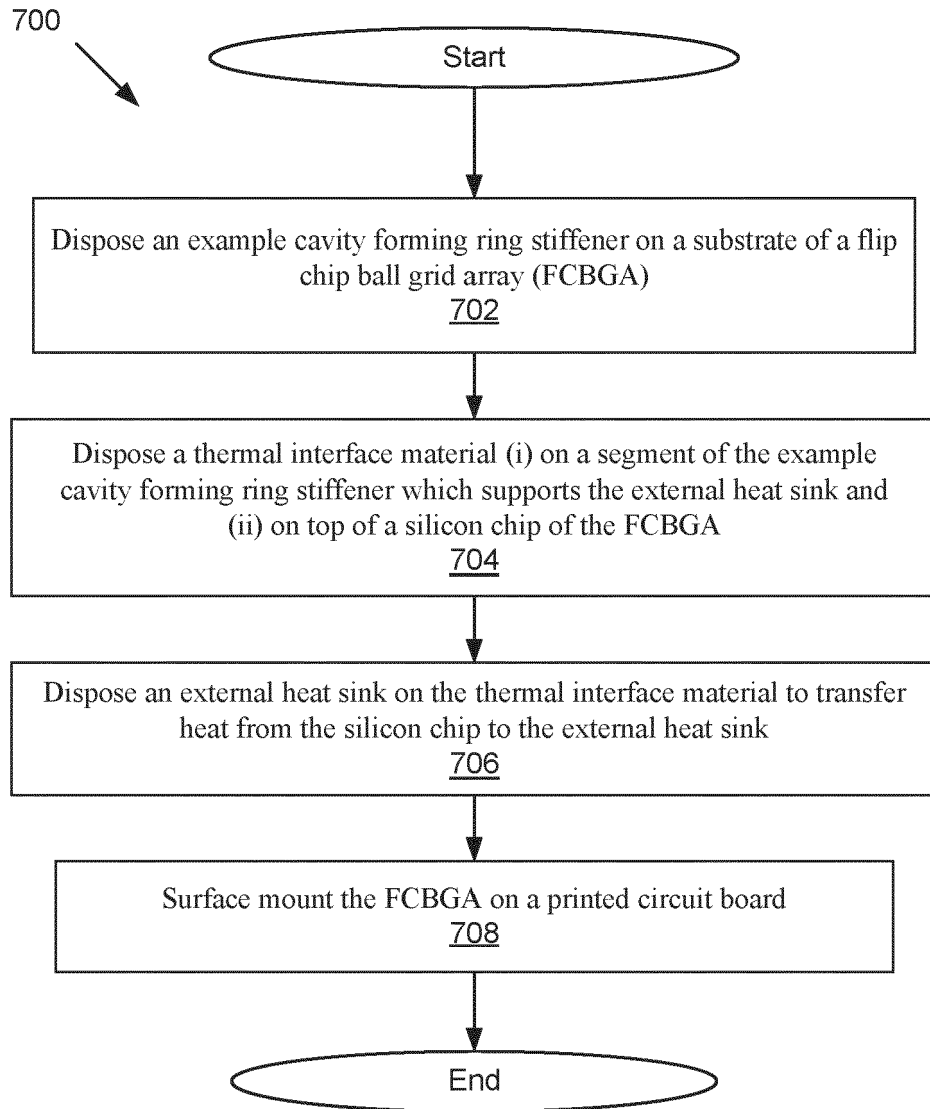 700
Start
Dispose an example cavity forming ring stiffener on a substrate of a flip
chip ball grid array (FCBGA)
702
Dispose a thermal interface material (i) on a segment of the example
cavity forming ring stiffener which supports the external heat sink and
(ii) on top of a silicon chip of the FCBGA
704
Dispose an external heat sink on the thermal interface material to transfer
heat from the silicon chip to the external heat sink
706
Surface mount the FCBGA on a printed circuit board
708
End